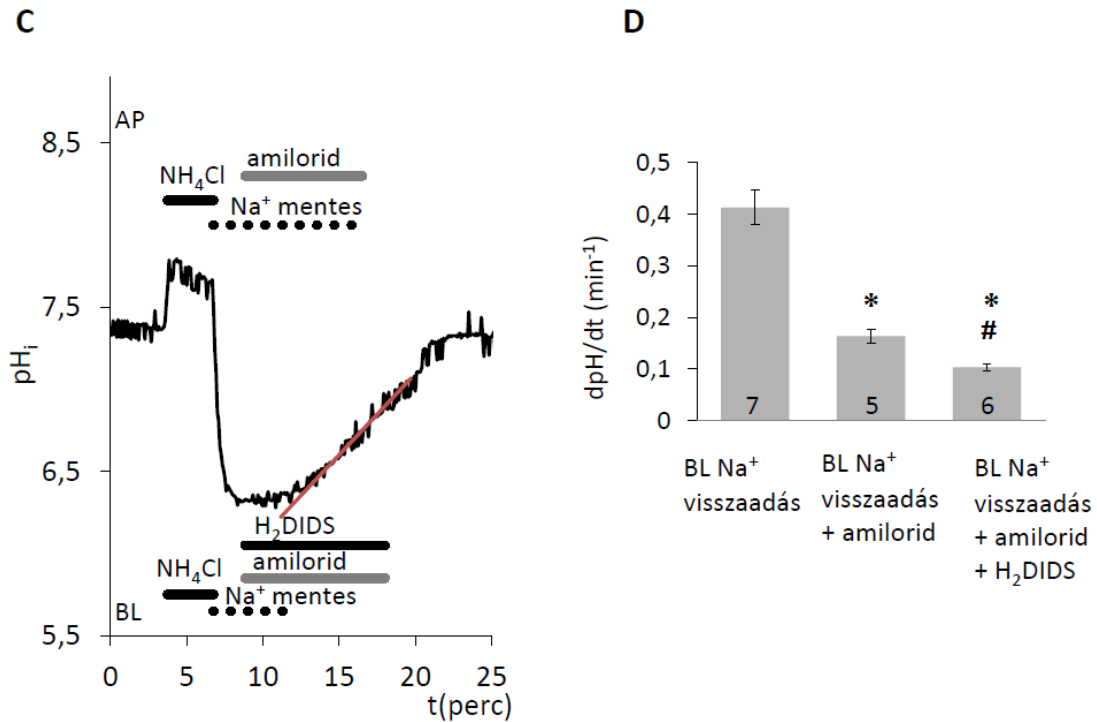 C
AP
8,5
amilorid
NH₄Cl
Na⁺ mentes
7,5
pHᵢ
6,5
H₂DIDS
amilorid
NH₄Cl
Na⁺ mentes
BL
5,5
0 5 10 15 20 25
t(perc)
D
0,5
0,4
0,3
0,2
0,1
0
dpH/dt (min⁻¹)
*
*
#
7 5 6
BL Na⁺
visszaadás
BL Na⁺
visszaadás
+ amilorid
BL Na⁺
visszaadás
+ amilorid
+ H₂DIDS